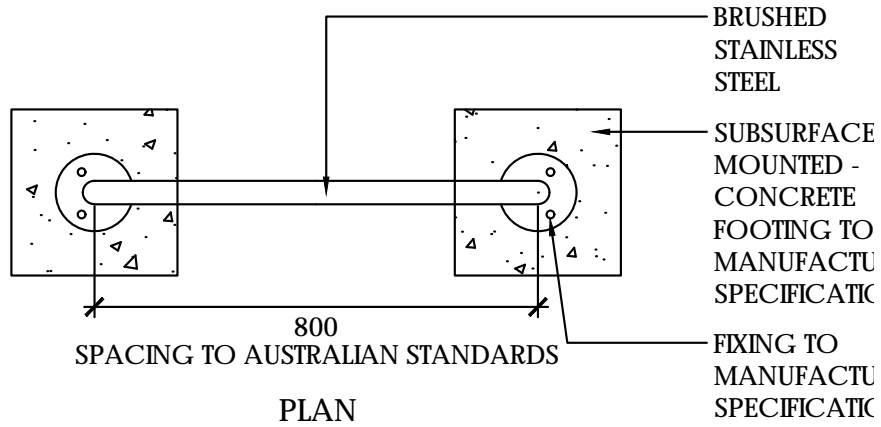 BRUSHED
STAINLESS
STEEL
SUBSURFACE
MOUNTED -
CONCRETE
FOOTING TO
MANUFACTU
SPECIFICATIO
FIXING TO
MANUFACTU
SPECIFICATIO
800
SPACING TO AUSTRALIAN STANDARDS
PLAN